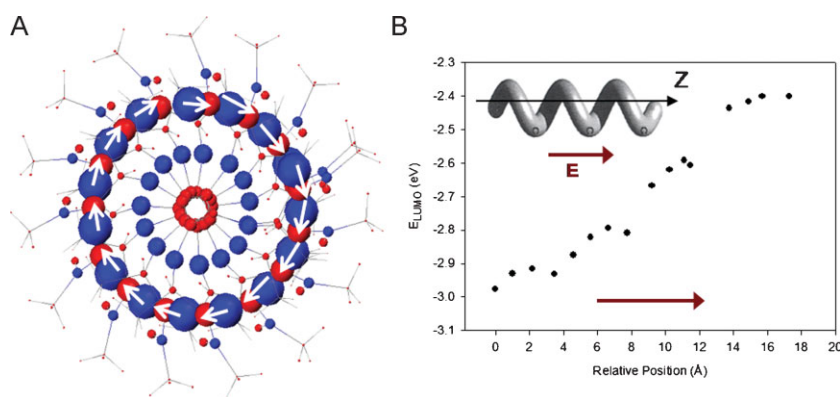 A
B
-2.3
-2.4
-2.5
-2.6
-2.7
-2.8
-2.9
-3.0
-3.1
E_LUMO (eV)
Z
E
0 2 4 6 8 10 12 14 16 18 20
Relative Position (Å)